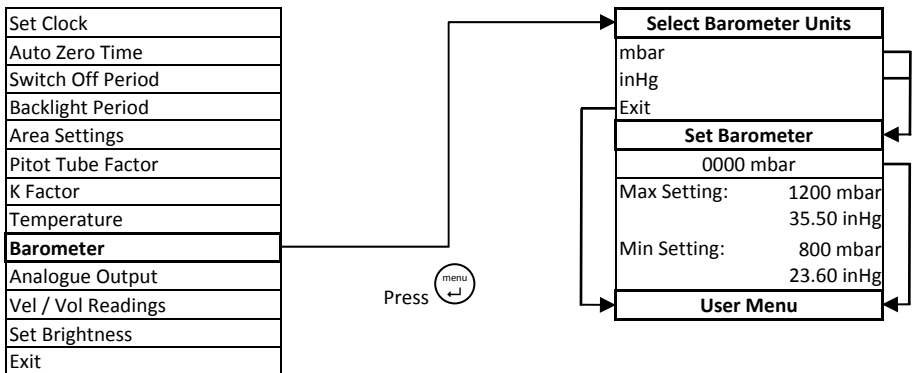 Set Clock
Auto Zero Time
Switch Off Period
Backlight Period
Area Settings
Pitot Tube Factor
K Factor
Temperature
Barometer
Analogue Output
Vel / Vol Readings
Set Brightness
Exit
Press menu
Select Barometer Units
mbar
inHg
Exit
Set Barometer
0000 mbar
Max Setting: 1200 mbar
35.50 inHg
Min Setting: 800 mbar
23.60 inHg
User Menu